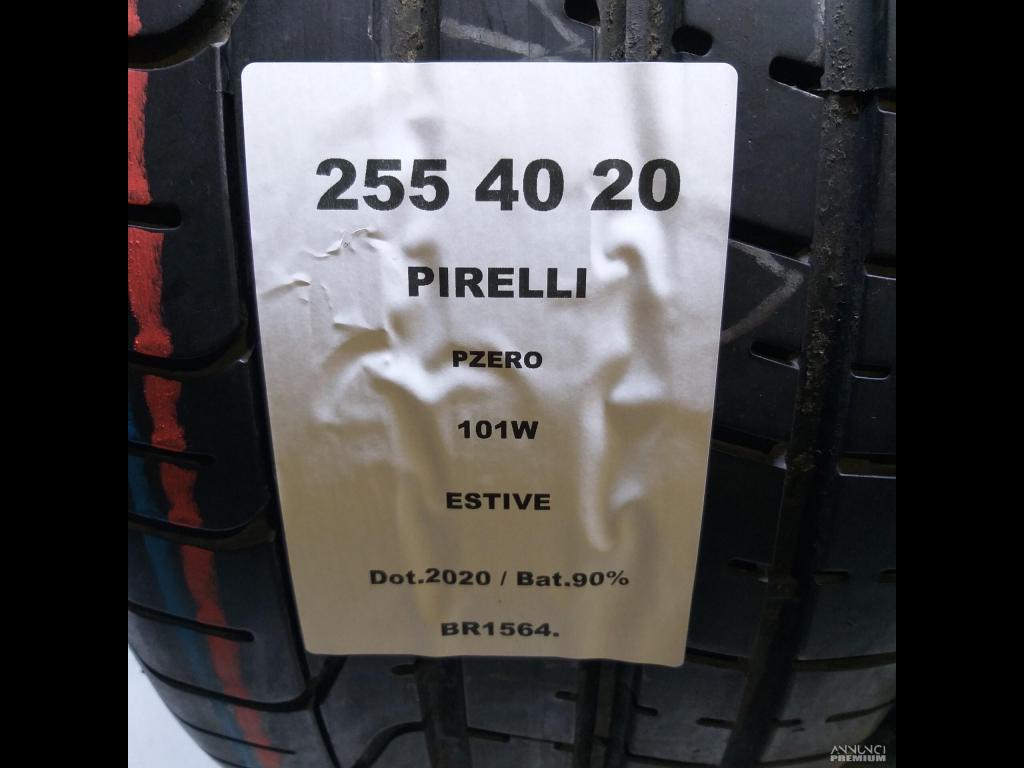 255 40 20
PIRELLI
PZERO
101W
ESTIVE
Dot.2020 / Bat.90%
BR1564.
ANNUNCI
PREMIUM